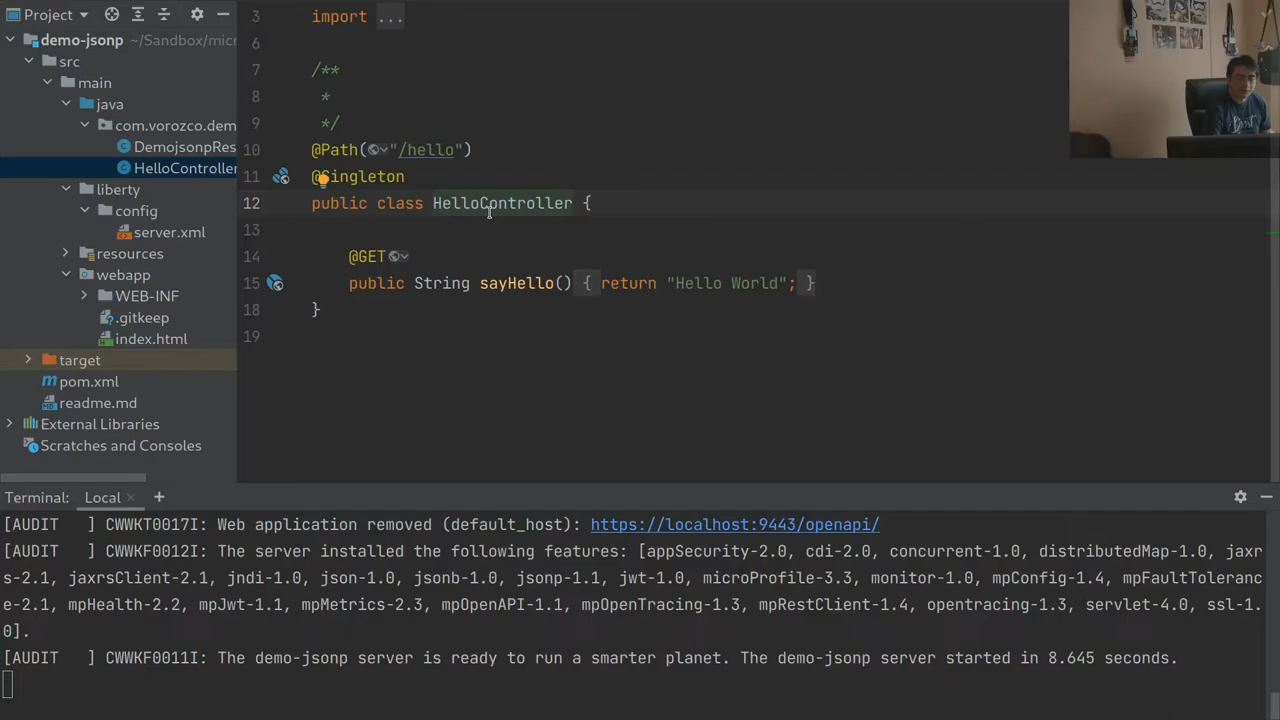 Project
demo-jsonp ~/Sandbox/mic
src
main
java
com.vorozco.dem
DemojsonpRes
HelloController
liberty
config
server.xml
resources
webapp
WEB-INF
.gitkeep
index.html
target
pom.xml
readme.md
External Libraries
Scratches and Consoles
3 import ...
6
7 /**
8 *
9 */
10 @Path("/hello")
11 @Singleton
12 public class HelloController {
13
14 @GET
15 public String sayHello() { return "Hello World"; }
18 }
19
Terminal: Local × +
[AUDIT ] CWWKT0017I: Web application removed (default_host): https://localhost:9443/openapi/
[AUDIT ] CWWKF0012I: The server installed the following features: [appSecurity-2.0, cdi-2.0, concurrent-1.0, distributedMap-1.0, jaxr
s-2.1, jaxrsClient-2.1, jndi-1.0, json-1.0, jsonb-1.0, jsonp-1.1, jwt-1.0, microProfile-3.3, monitor-1.0, mpConfig-1.4, mpFaultToleranc
e-2.1, mpHealth-2.2, mpJwt-1.1, mpMetrics-2.3, mpOpenAPI-1.1, mpOpenTracing-1.3, mpRestClient-1.4, opentracing-1.3, servlet-4.0, ssl-1.
0].
[AUDIT ] CWWKF0011I: The demo-jsonp server is ready to run a smarter planet. The demo-jsonp server started in 8.645 seconds.